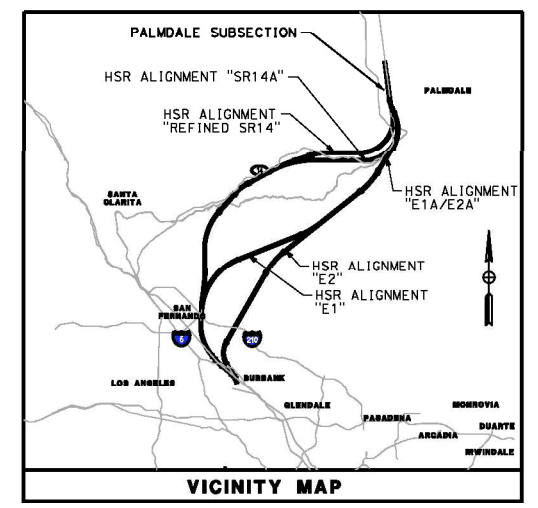 PALMDALE SUBSECTION
HSR ALIGNMENT "SR14A"
PALMDALE
HSR ALIGNMENT
"REFINED SR14"
14
SANTA
CLARITA
HSR ALIGNMENT
"E1A/E2A"
HSR ALIGNMENT
"E2"
HSR ALIGNMENT
"E1"
SAN
FERNANDO
5
210
LOS ANGELES
BURBANK
GLENDALE
MONROVIA
PASADENA
DUARTE
ARCADIA
IRWINDALE
VICINITY MAP